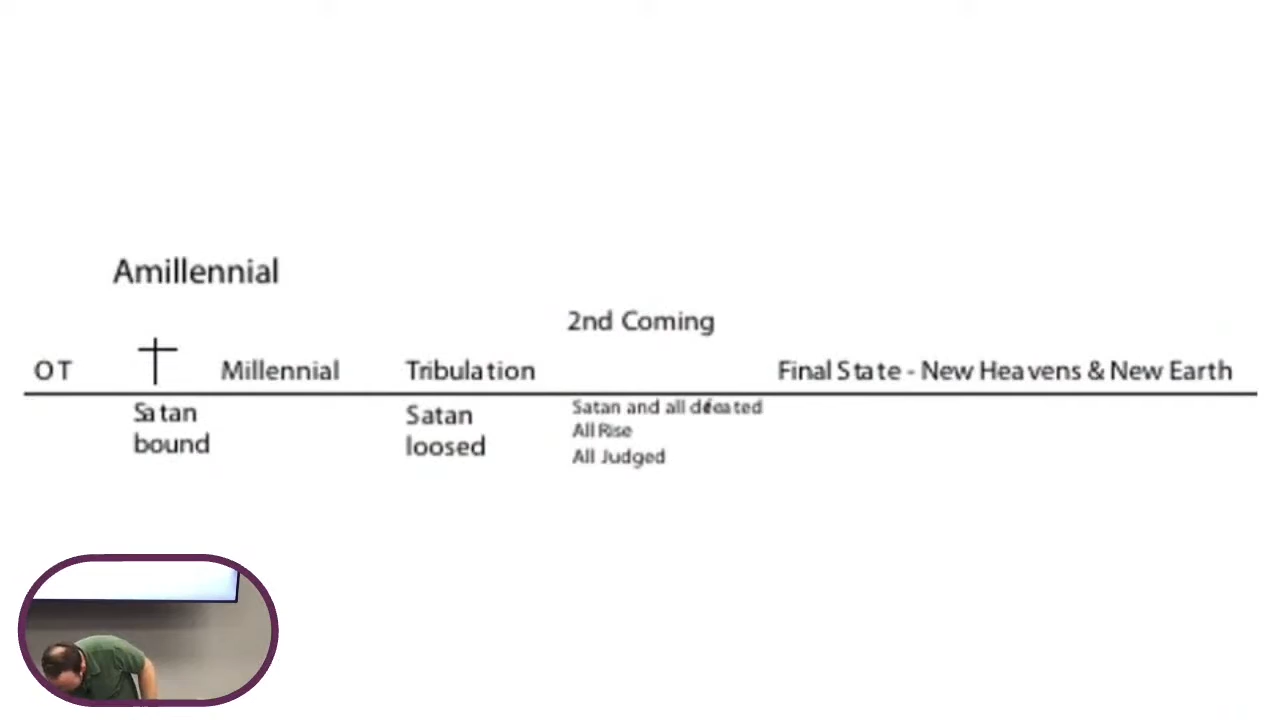 Amillennial
2nd Coming
OT Millennial Tribulation Final State - New Heavens & New Earth
Satan
bound
Satan
loosed
Satan and all defeated
All Rise
All Judged